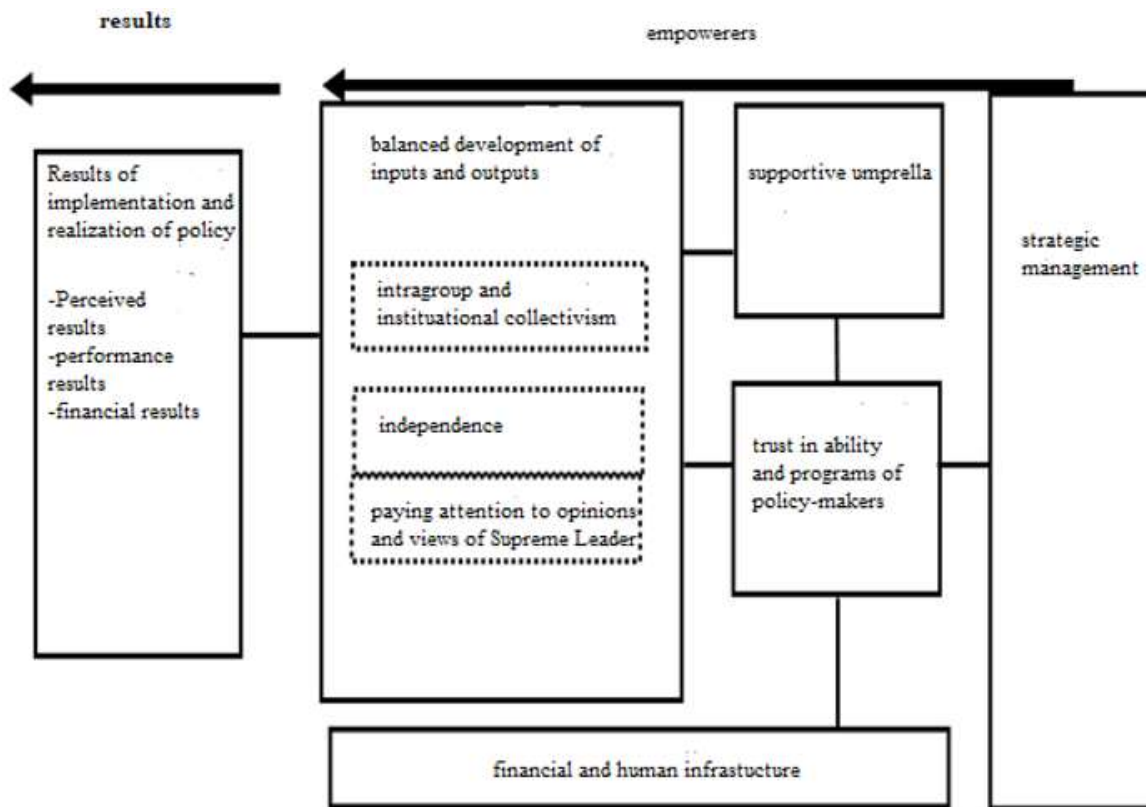 results
empowerers
Results of
implementation and
realization of policy
-Perceived
results
-performance
results
-financial results
balanced development of
inputs and outputs
intragroup and
instituational collectivism
independence
paying attention to opinions
and views of Supreme Leader
supportive umprella
trust in ability
and programs of
policy-makers
strategic
management
financial and human infrastucture